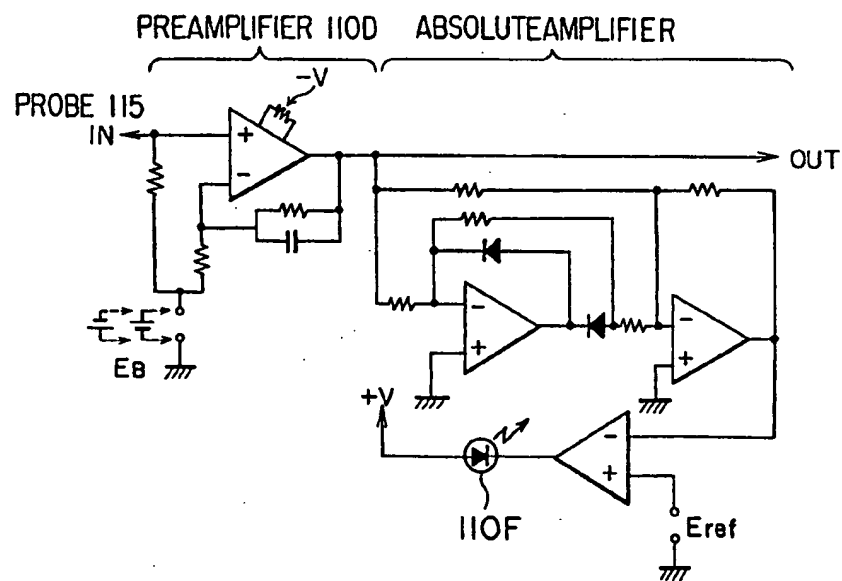 PREAMPLIFIER 110D ABSOLUTEAMPLIFIER
-V
PROBE 115
IN
+
-
OUT
-
+
-
+
EB
+V
-
+
110F
Eref